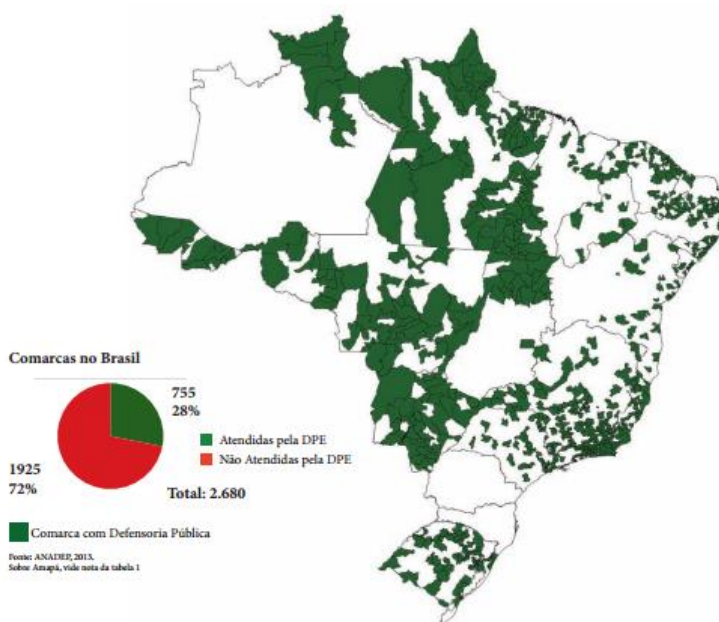 Comarcas no Brasil
755
28%
Atendidas pela DPE
Não Atendidas pela DPE
1925
72%
Total: 2.680
Comarca com Defensoria Pública
Fonte: ANADEP, 2013.
Sobre Amapá, vide nota da tabela 1